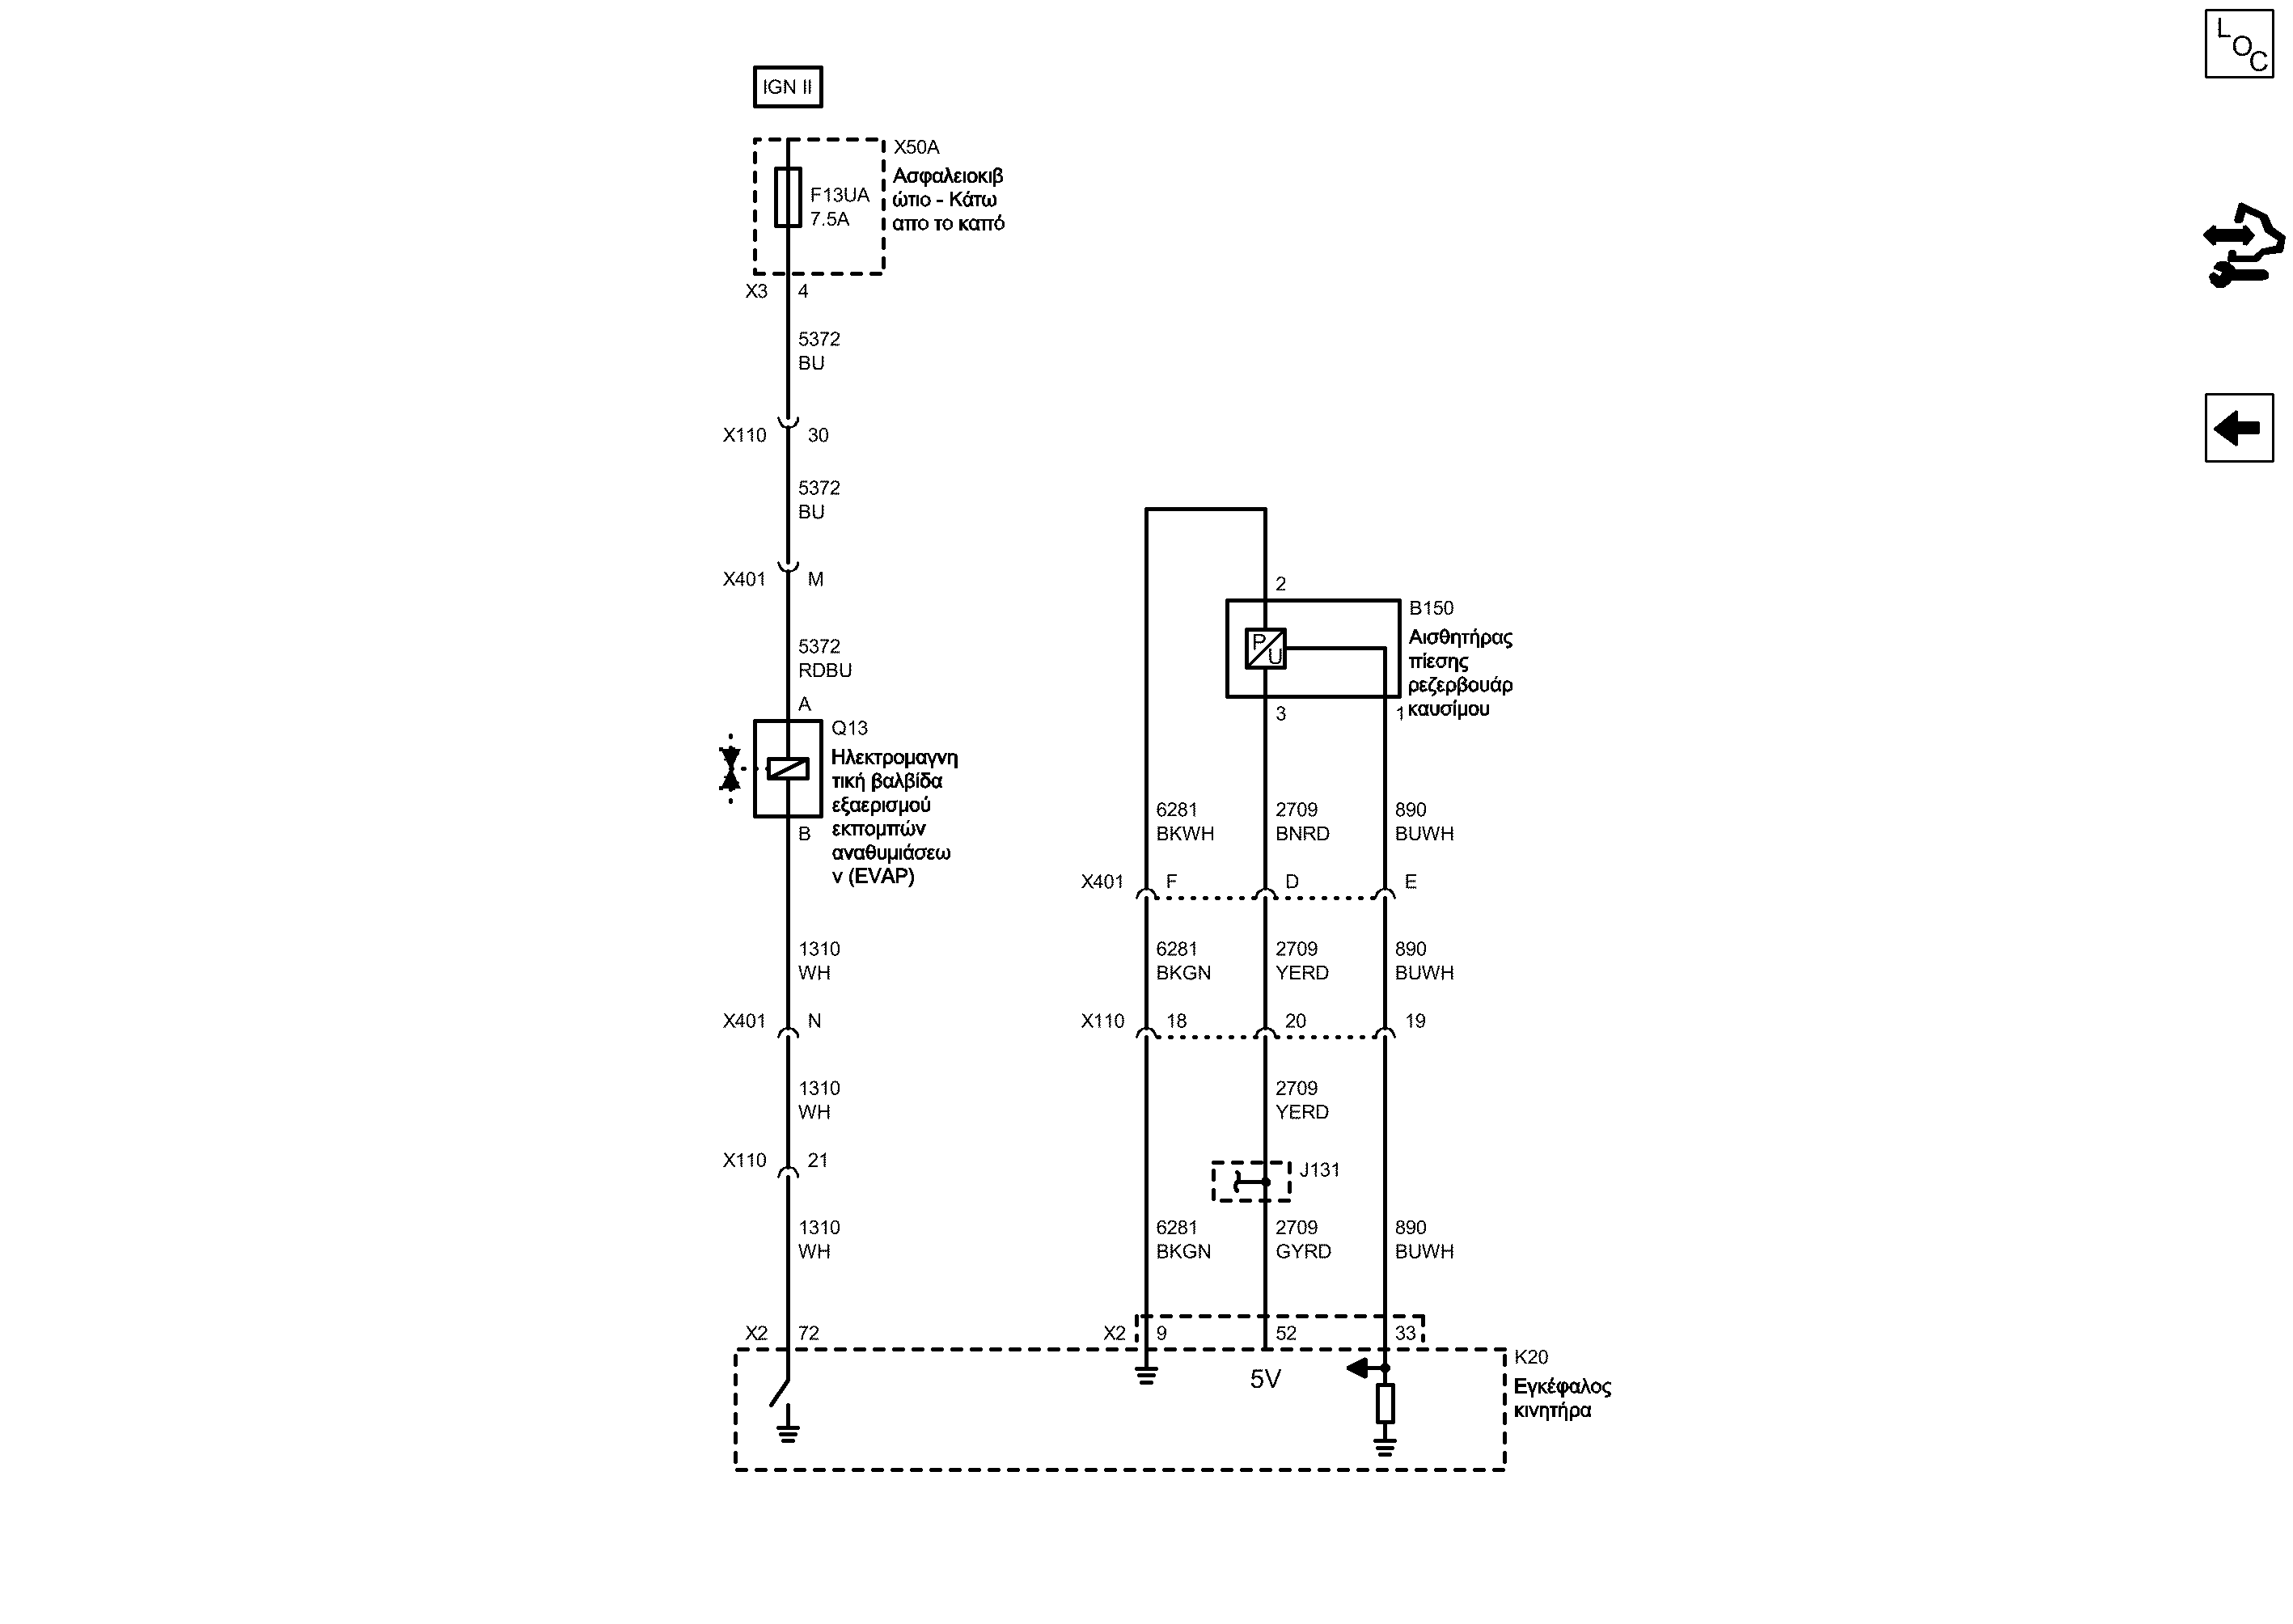 L
O
C
IGN II
X50A
Ασφαλειοκιβ
ώτιο - Κάτω
απο το καπό
F13UA
7.5A
X3 4
5372
BU
X110 30
5372
BU
X401 M
5372
RDBU
A
Q13
Ηλεκτρομαγνη
τική βαλβίδα
εξαερισμού
εκπομπών
αναθυμιάσεω
ν (EVAP)
B
1310
WH
X401 N
1310
WH
X110 21
1310
WH
X2 72
2
B150
Αισθητήρας
πίεσης
ρεζερβουάρ
καυσίμου
P
U
3 1
6281 2709 890
BKWH BNRD BUWH
X401 F D E
6281 2709 890
BKGN YERD BUWH
X110 18 20 19
2709
YERD
J131
6281 2709 890
BKGN GYRD BUWH
X2 9 52 33
5V
K20
Εγκέφαλος
κινητήρα